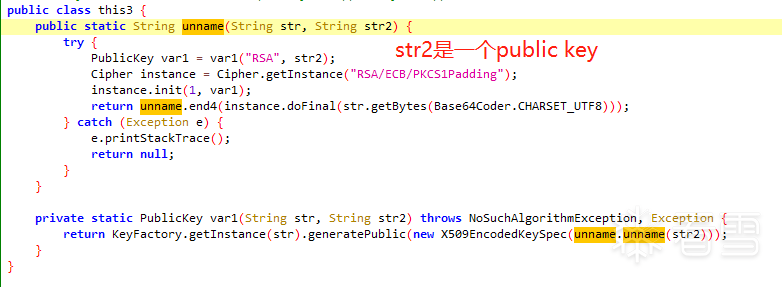 public class this3 {
public static String unname(String str, String str2) {
try {
PublicKey var1 = var1("RSA", str2);
str2是一个public key
Cipher instance = Cipher.getInstance("RSA/ECB/PKCS1Padding");
instance.init(1, var1);
return unname.end4(instance.doFinal(str.getBytes(Base64Coder.CHARSET_UTF8)));
} catch (Exception e) {
e.printStackTrace();
return null;
}
}
private static PublicKey var1(String str, String str2) throws NoSuchAlgorithmException, Exception {
return KeyFactory.getInstance(str).generatePublic(new X509EncodedKeySpec(unname.unname(str2)));
}
}